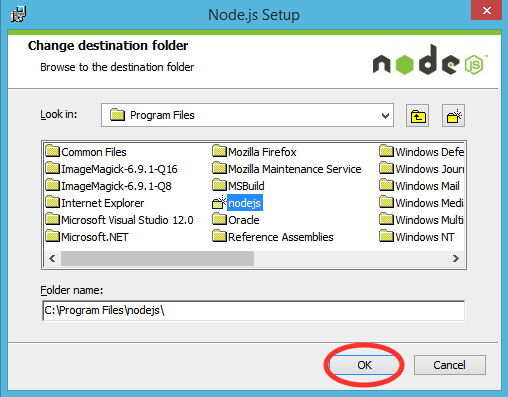 Node.js Setup
Change destination folder
Browse to the destination folder
node JS
Look in:
Program Files
Common Files
ImageMagick-6.9.1-Q16
ImageMagick-6.9.1-Q8
Internet Explorer
Microsoft Visual Studio 12.0
Microsoft.NET
Mozilla Firefox
Mozilla Maintenance Service
MSBuild
nodejs
Oracle
Reference Assemblies
Windows Defe
Windows Jour
Windows Mail
Windows Medi
Windows Multi
Windows NT
Folder name:
C:\Program Files\nodejs\
OK
Cancel